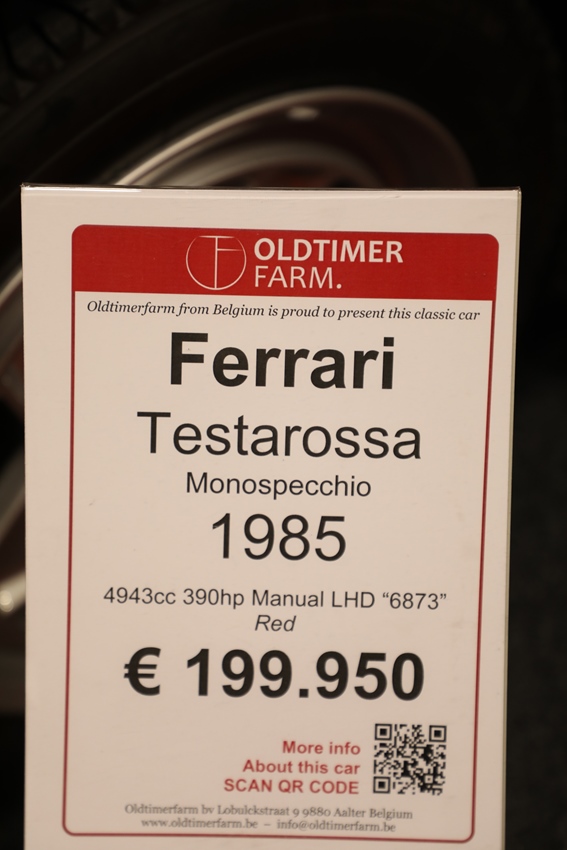 OLDTIMER
FARM.
Oldtimerfarm from Belgium is proud to present this classic car
Ferrari
Testarossa
Monospecchio
1985
4943cc 390hp Manual LHD “6873”
Red
€ 199.950
More info
About this car
SCAN QR CODE
Oldtimerfarm bv Lobulckstraat 9 9880 Aalter Belgium
www.oldtimerfarm.be – info@oldtimerfarm.be